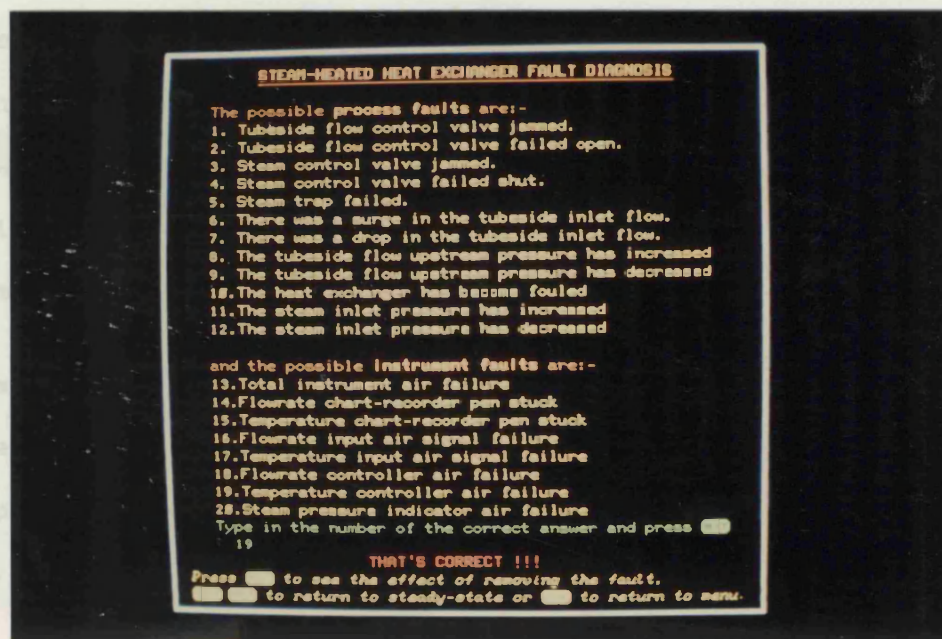 STEAM-HEATED HEAT EXCHANGER FAULT DIAGNOSIS
The possible process faults are:-
1. Tubeside flow control valve jammed.
2. Tubeside flow control valve failed open.
3. Steam control valve jammed.
4. Steam control valve failed shut.
5. Steam trap failed.
6. There was a surge in the tubeside inlet flow.
7. There was a drop in the tubeside inlet flow.
8. The tubeside flow upstream pressure has increased
9. The tubeside flow upstream pressure has decreased
10.The heat exchanger has become fouled
11.The steam inlet pressure has increased
12.The steam inlet pressure has decreased
and the possible instrument faults are:-
13.Total instrument air failure
14.Flowrate chart-recorder pen stuck
15.Temperature chart-recorder pen stuck
16.Flowrate input air signal failure
17.Temperature input air signal failure
18.Flowrate controller air failure
19.Temperature controller air failure
20.Steam pressure indicator air failure
Type in the number of the correct answer and press
19
THAT'S CORRECT !!!
Press to see the effect of removing the fault.
to return to steady-state or to return to menu.